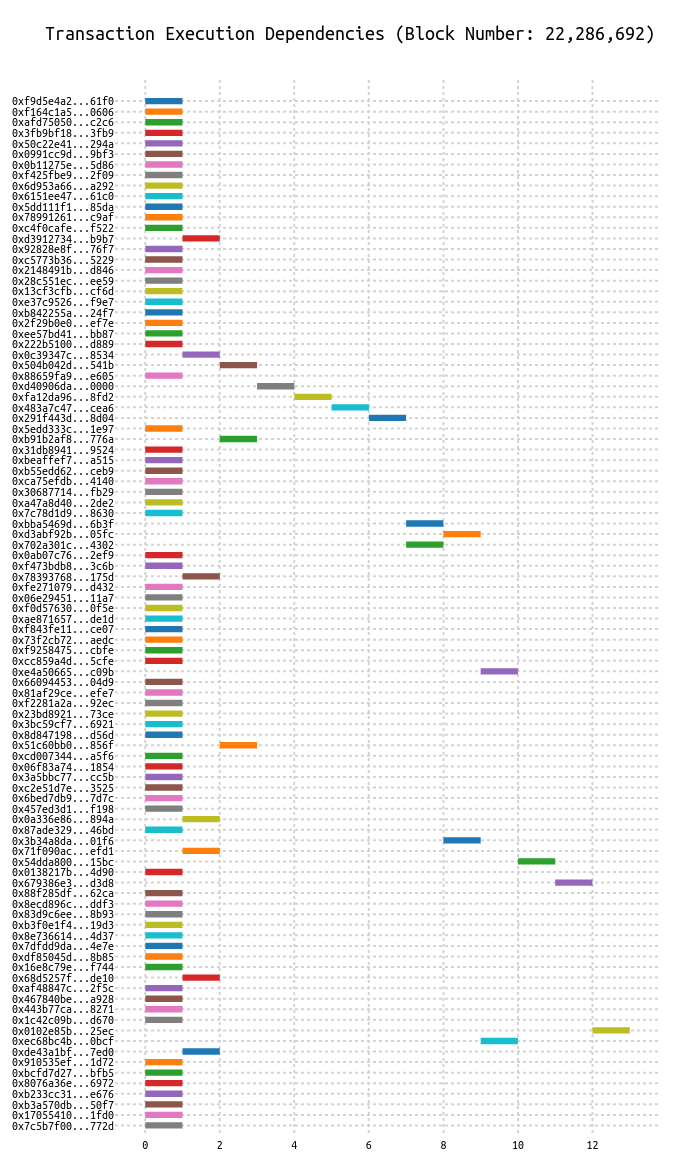 Transaction Execution Dependencies (Block Number: 22,286,692)
0xf9d5e4a2...61f0
0xf164c1a5...0606
0xafd75050...c2c6
0x3fb9bf18...3fb9
0x50c22e41...294a
0x0991cc9d...9bf3
0x0b11275e...5d86
0xf425fbe9...2f09
0x6d953a66...a292
0x6151ee47...61c0
0x5dd111f1...85da
0x78991261...c9af
0xc4f0cafe...f522
0xd3912734...b9b7
0x92828e8f...76f7
0xc5773b36...5229
0x2148491b...d846
0x28c551ec...ee59
0x13cf3cfb...cf6d
0xe37c9526...f9e7
0xb842255a...24f7
0x2f29b0e0...ef7e
0xee57bd41...bb87
0x222b5100...d889
0x0c39347c...8534
0x504b042d...541b
0x88659fa9...e605
0xd40906da...0000
0xfa12da96...8fd2
0x483a7c47...cea6
0x291f443d...8d04
0x5edd333c...1e97
0xb91b2af8...776a
0x31db8941...9524
0xbeaffef7...a515
0xb55edd62...ceb9
0xca75efdb...4140
0x30687714...fb29
0xa47a8d40...2de2
0x7c78d1d9...8630
0xbba5469d...6b3f
0xd3abf92b...05fc
0x702a301c...4302
0x0ab07c76...2ef9
0xf473bdb8...3c6b
0x78393768...175d
0xfe271079...d432
0x06e29451...11a7
0xf0d57630...0f5e
0xae871657...de1d
0xf843fe11...ce07
0x73f2cb72...aedc
0xf9258475...cbfe
0xcc859a4d...5cfe
0xe4a50665...c09b
0x66094453...04d9
0x81af29ce...efe7
0xf2281a2a...92ec
0x23bd8921...73ce
0x3bc59cf7...6921
0x8d847198...d56d
0x51c60bb0...856f
0xcd007344...a5f6
0x06f83a74...1854
0x3a5bbc77...cc5b
0xc2e51d7e...3525
0x6bed7db9...7d7c
0x457ed3d1...f198
0x0a336e86...894a
0x87ade329...46bd
0x3b34a8da...01f6
0x71f090ac...efd1
0x54dda800...15bc
0x0138217b...4d90
0x679386e3...d3d8
0x88f285df...62ca
0x8ecd896c...ddf3
0x83d9c6ee...8b93
0xb3f0e1f4...19d3
0x8e736614...4d37
0x7dfdd9da...4e7e
0xdf85045d...8b85
0x16e8c79e...f744
0x68d5257f...de10
0xaf48847c...2f5c
0x467840be...a928
0x443b77ca...8271
0x1c42c09b...d670
0x0102e85b...25ec
0xec68bc4b...0bcf
0xde43a1bf...7ed0
0x910535ef...1d72
0xbcfd7d27...bfb5
0x8076a36e...6972
0xb233cc31...e676
0xb3a570db...50f7
0x17055410...1fd0
0x7c5b7f00...772d
0 2 4 6 8 10 12